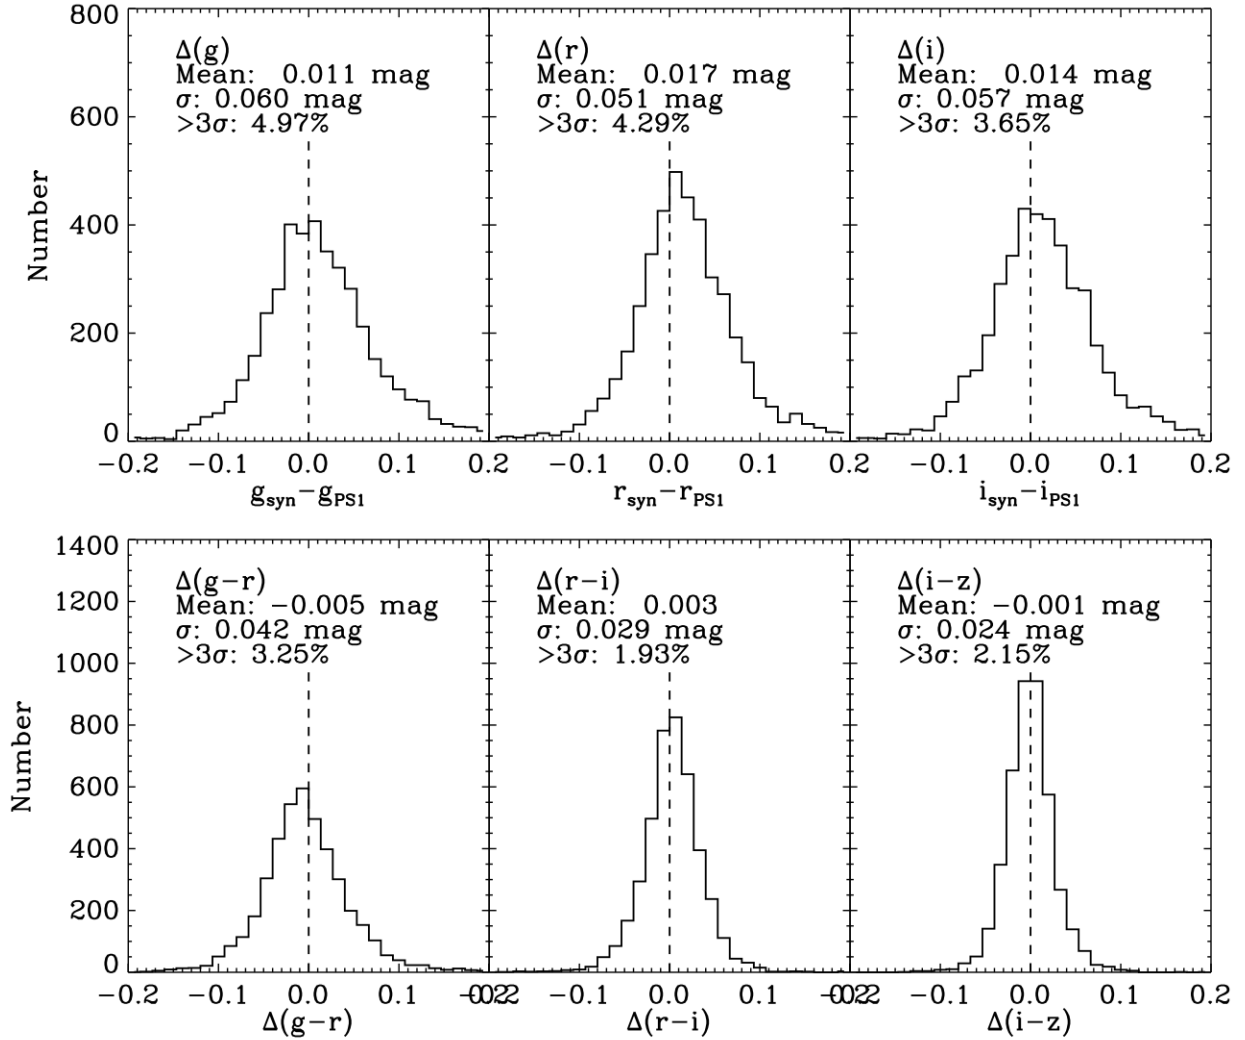 800
600
400
200
0
Number
Δ(g)
Mean: 0.011 mag
σ: 0.060 mag
>3σ: 4.97%
Δ(r)
Mean: 0.017 mag
σ: 0.051 mag
>3σ: 4.29%
Δ(i)
Mean: 0.014 mag
σ: 0.057 mag
>3σ: 3.65%
−0.2 −0.1 0.0 0.1 0.2
−0.1 0.0 0.1 0.2
−0.1 0.0 0.1 0.2
g_syn−g_PS1
r_syn−r_PS1
i_syn−i_PS1
1400
1200
1000
800
600
400
200
0
Number
Δ(g−r)
Mean: −0.005 mag
σ: 0.042 mag
>3σ: 3.25%
Δ(r−i)
Mean: 0.003
σ: 0.029 mag
>3σ: 1.93%
Δ(i−z)
Mean: −0.001 mag
σ: 0.024 mag
>3σ: 2.15%
−0.2 −0.1 0.0 0.1
−0.1 0.0 0.1
−0.1 0.0 0.1 0.2
Δ(g−r)
Δ(r−i)
Δ(i−z)